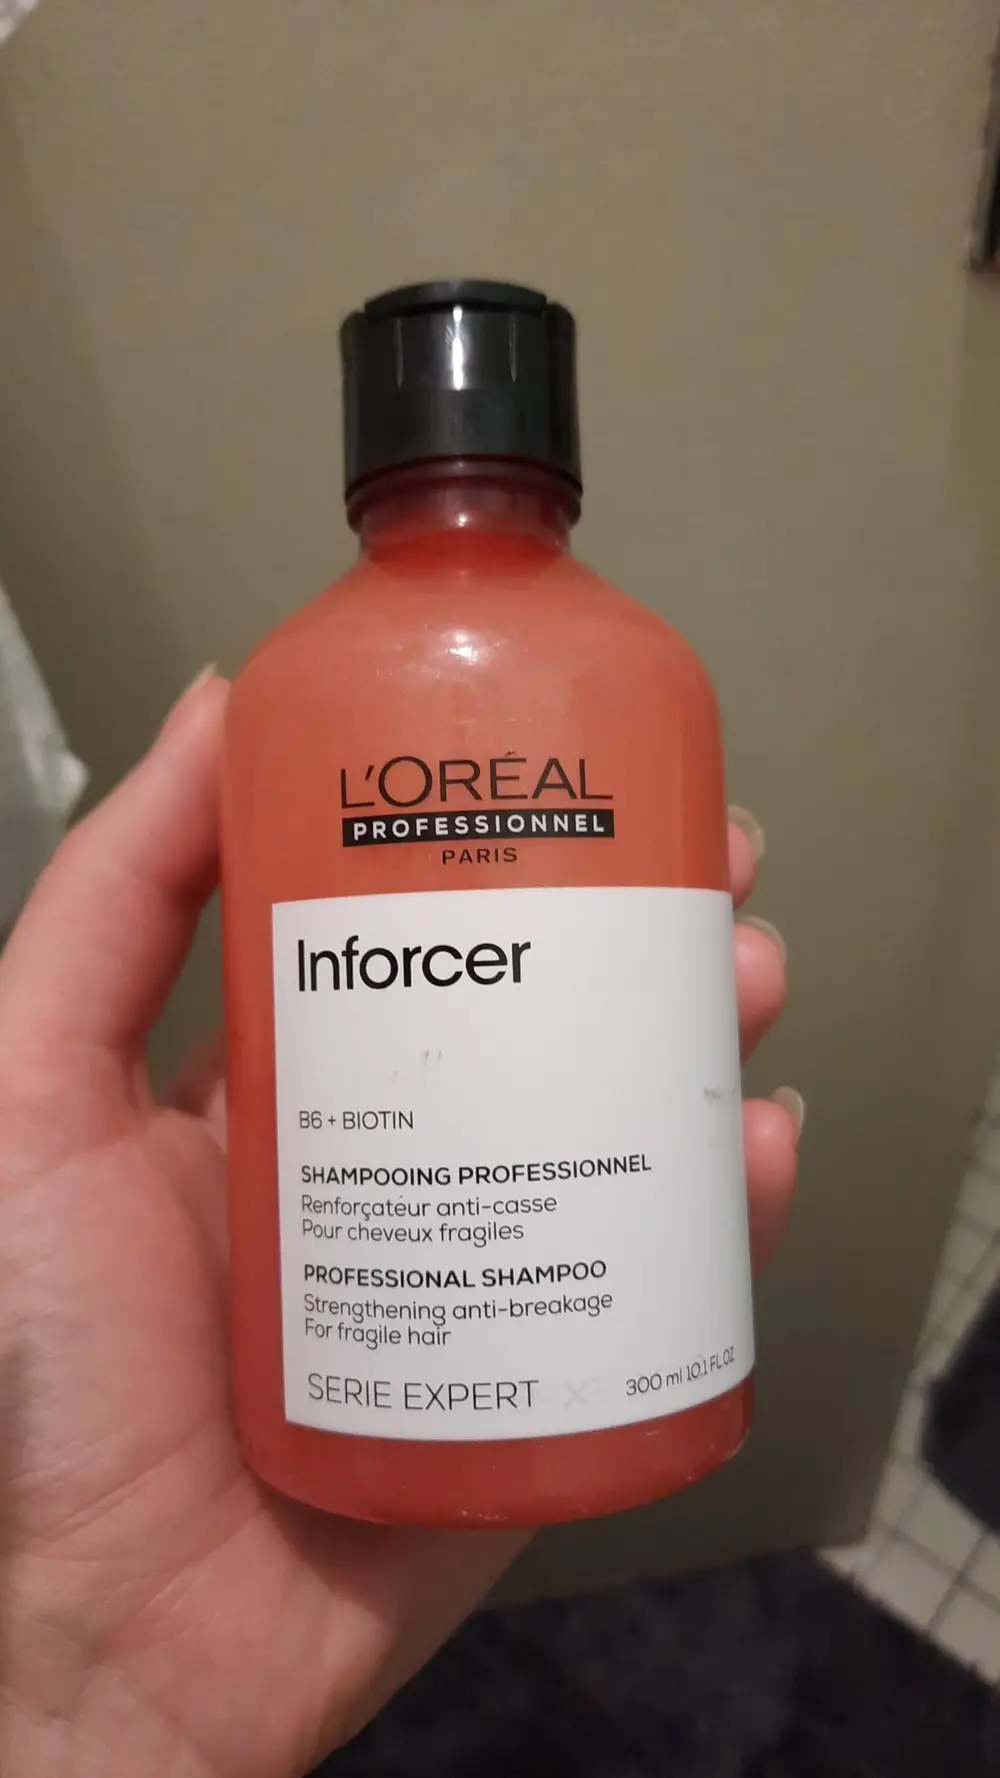 L'ORÉAL
PROFESSIONNEL
PARIS
Inforcer
B6 + BIOTIN
SHAMPOOING PROFESSIONNEL
Renforçateur anti-casse
Pour cheveux fragiles
PROFESSIONAL SHAMPOO
Strengthening anti-breakage
For fragile hair
SERIE EXPERT
300 ml 10.1 FL.OZ